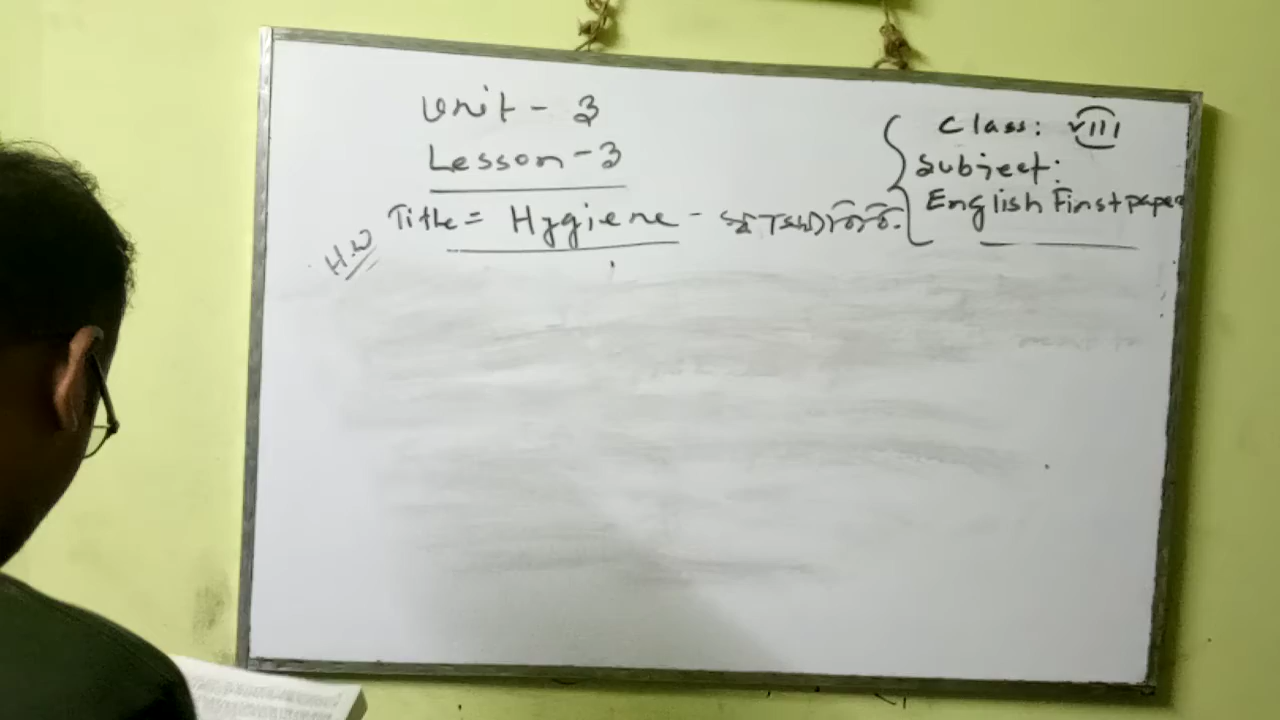 Unit - 3
Lesson - 3
Title = Hygiene -
H.W
Class: VIII
Subject:
English First paper